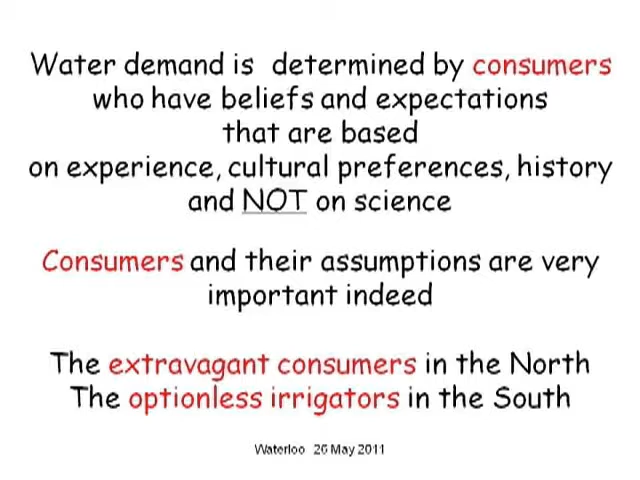 Water demand is determined by consumers
who have beliefs and expectations
that are based
on experience, cultural preferences, history
and NOT on science
Consumers and their assumptions are very
important indeed
The extravagant consumers in the North
The optionless irrigators in the South
Waterloo 26 May 2011